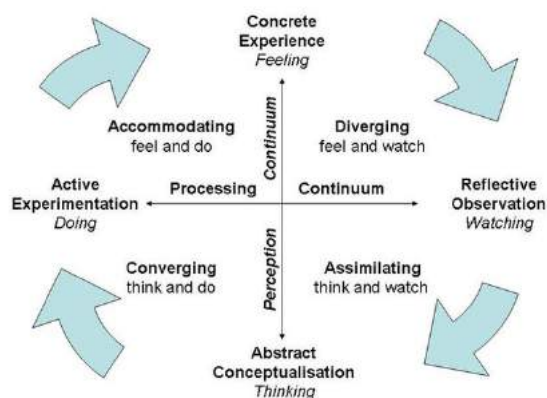 Concrete
Experience
Feeling
Continuum
Accommodating
feel and do
Diverging
feel and watch
Active
Experimentation
Doing
Processing
Continuum
Reflective
Observation
Watching
Converging
think and do
Perception
Assimilating
think and watch
Abstract
Conceptualisation
Thinking